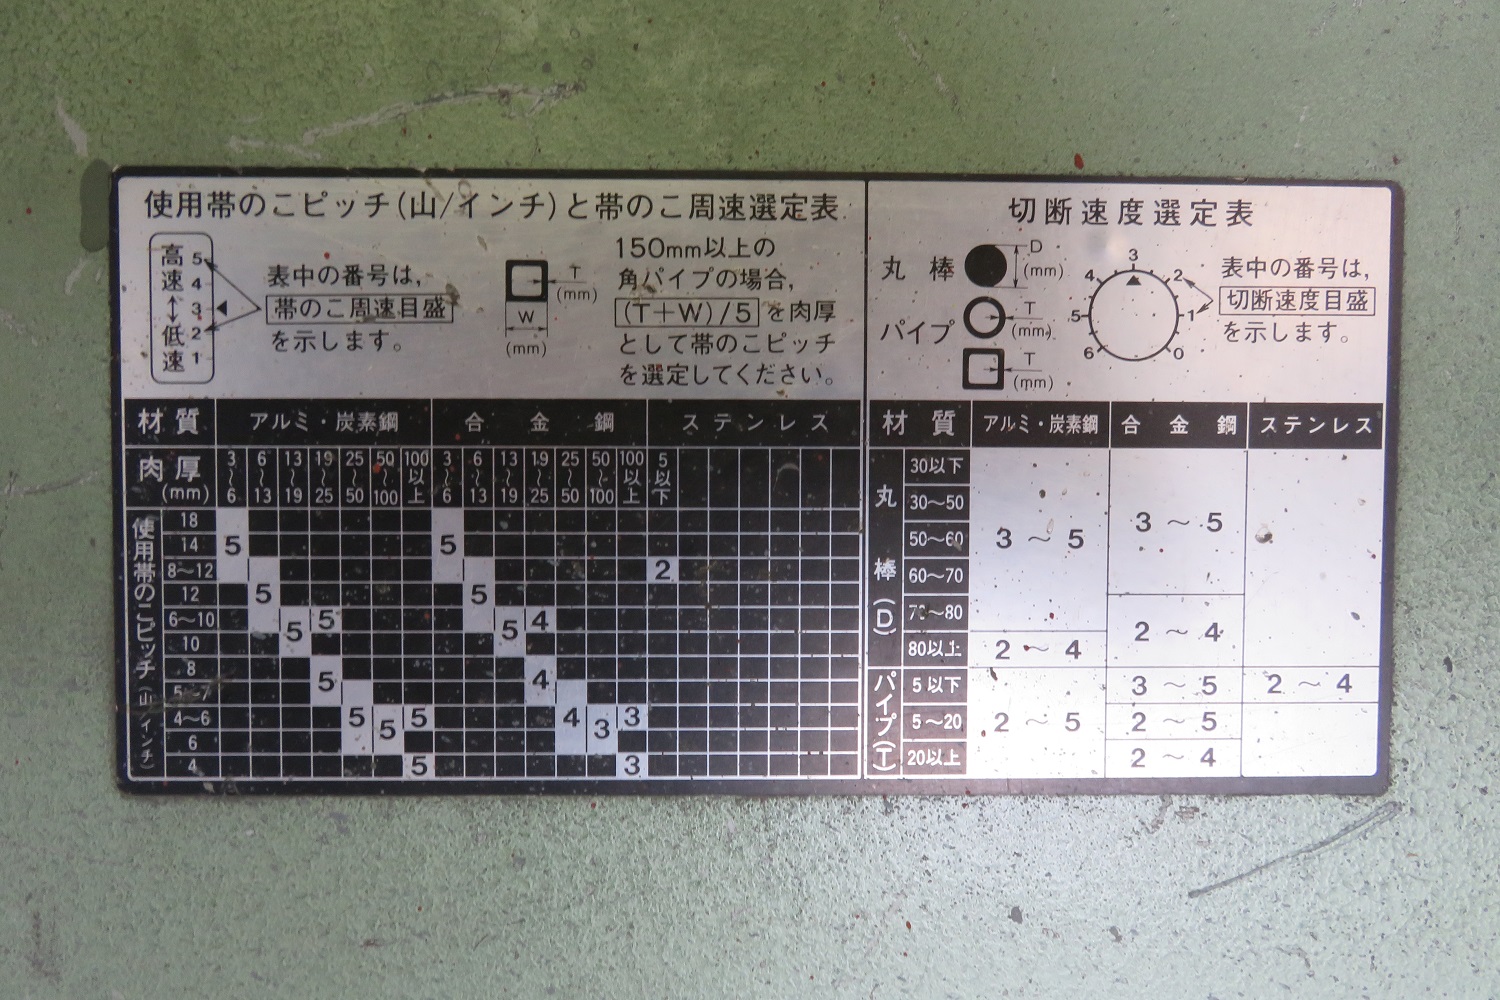 使用帯のこピッチ(山/インチ)と帯のこ周速選定表
高速↕低速
5
4
3
2
1
表中の番号は、
帯のこ周速目盛
を示します。
T
(mm)
W
(mm)
150mm以上の
角パイプの場合,
(T+W)/5 を肉厚
として帯のこピッチ
を選定してください。
材質 アルミ・炭素鋼 合金鋼 ステンレス
肉厚(mm) 3〜6 6〜13 13〜19 19〜25 25〜50 50〜100 100以上 3〜6 6〜13 13〜19 19〜25 25〜50 50〜100 100以上 5以下
使用帯のこピッチ(山/インチ)
18
14 5 5
8〜12 2
12 5 5
6〜10 5 4
10 5 5
8 5 4
5〜7
4〜6 5 5 4 3
6 5 3
4 5 3
切断速度選定表
丸棒 D (mm)
パイプ T (mm)
T (mm)
0 1 2 3 4 5 6
表中の番号は,
切断速度目盛
を示します。
材質 アルミ・炭素鋼 合金鋼 ステンレス
丸棒(D)
30以下
30〜50 3〜5
50〜60 3〜5
60〜70
70〜80 2〜4
80以上 2〜4
パイプ(T)
5以下 3〜5 2〜4
5〜20 2〜5 2〜5
20以上 2〜4